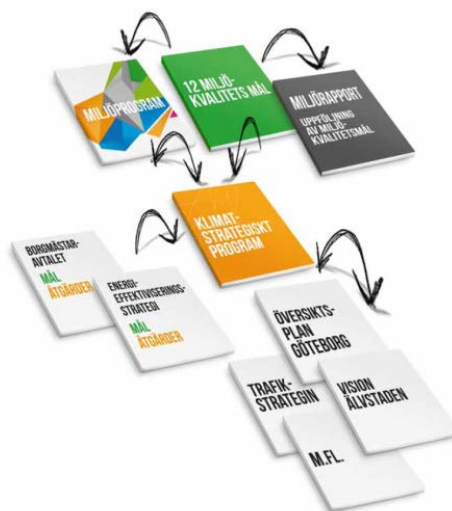 MILJÖPROGRAM
12 MILJÖ-
KVALITETS MÅL
MILJÖRAPPORT
UPPFÖLJNING
AV MILJÖ-
KVALITETSMÅL
KLIMAT-
STRATEGISKT
PROGRAM
BORGMÄSTAR-
AVTALET
MÅL
ÅTGÄRDER
ENERGI-
EFFEKTIVISERINGS-
STRATEGI
MÅL
ÅTGÄRDER
ÖVERSIKTS-
PLAN
GÖTEBORG
TRAFIK-
STRATEGIN
VISION
ÄLVSTADEN
M.FL.